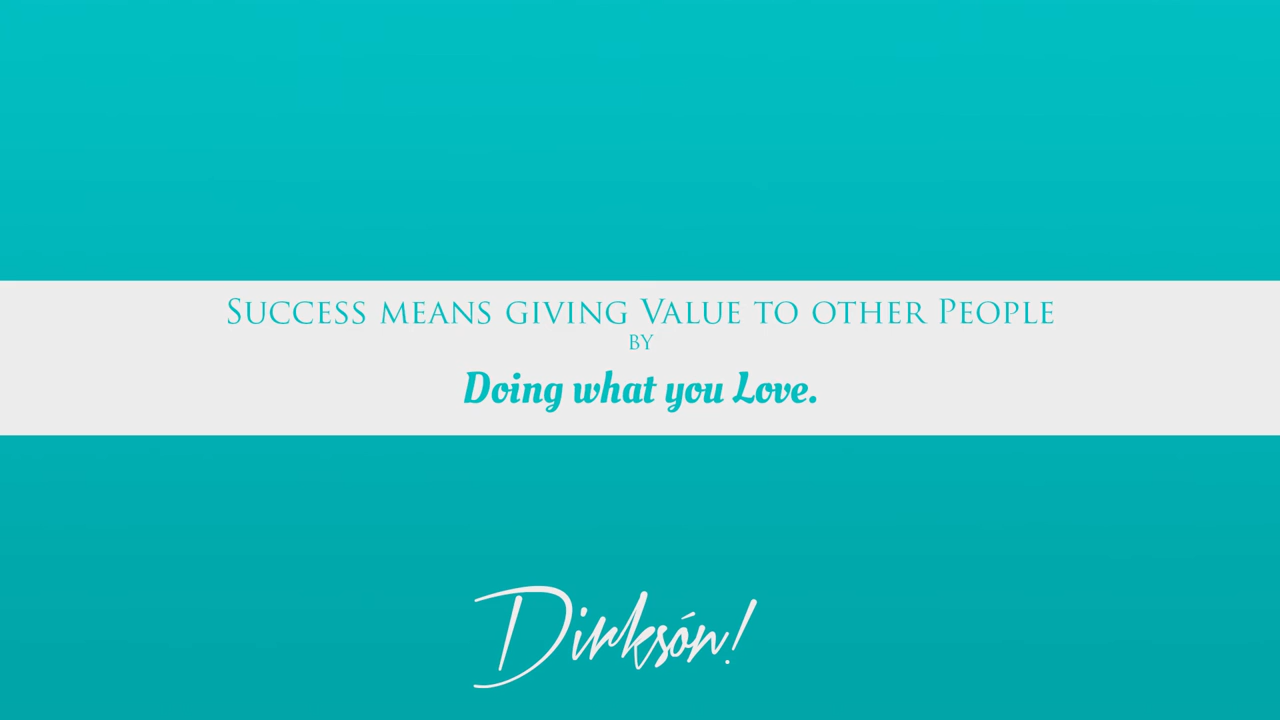 Success means giving Value to other People
by
Doing what you Love.
Dirksón!